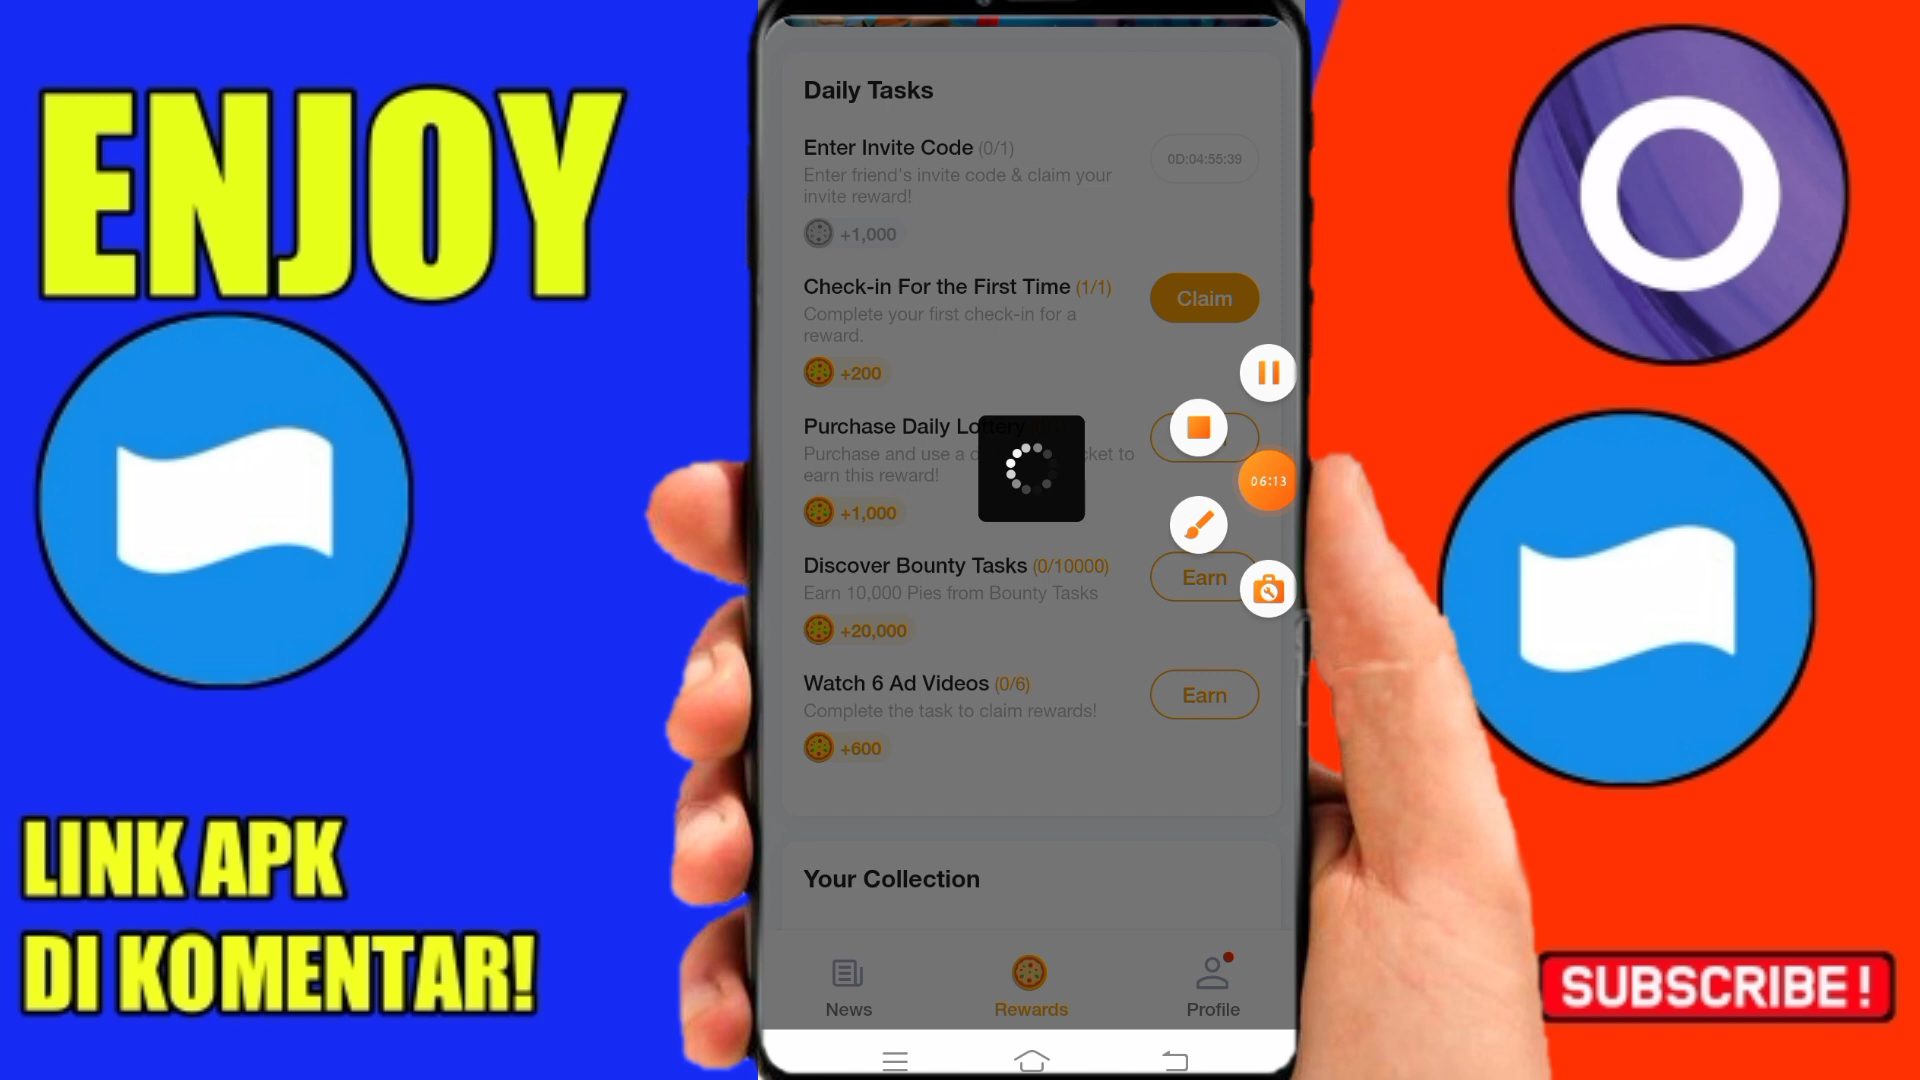 ENJOY
LINK APK
DI KOMENTAR!
Daily Tasks
Enter Invite Code (0/1)
Enter friend's invite code & claim your
invite reward!
0D:04:55:39
+1,000
Check-in For the First Time (1/1)
Complete your first check-in for a
reward.
Claim
+200
Purchase Daily Lottery
Purchase and use a
to
earn this reward!
+1,000
06:13
Discover Bounty Tasks (0/10000)
Earn 10,000 Pies from Bounty Tasks
Earn
+20,000
Watch 6 Ad Videos (0/6)
Complete the task to claim rewards!
Earn
+600
Your Collection
News
Rewards
Profile
SUBSCRIBE!